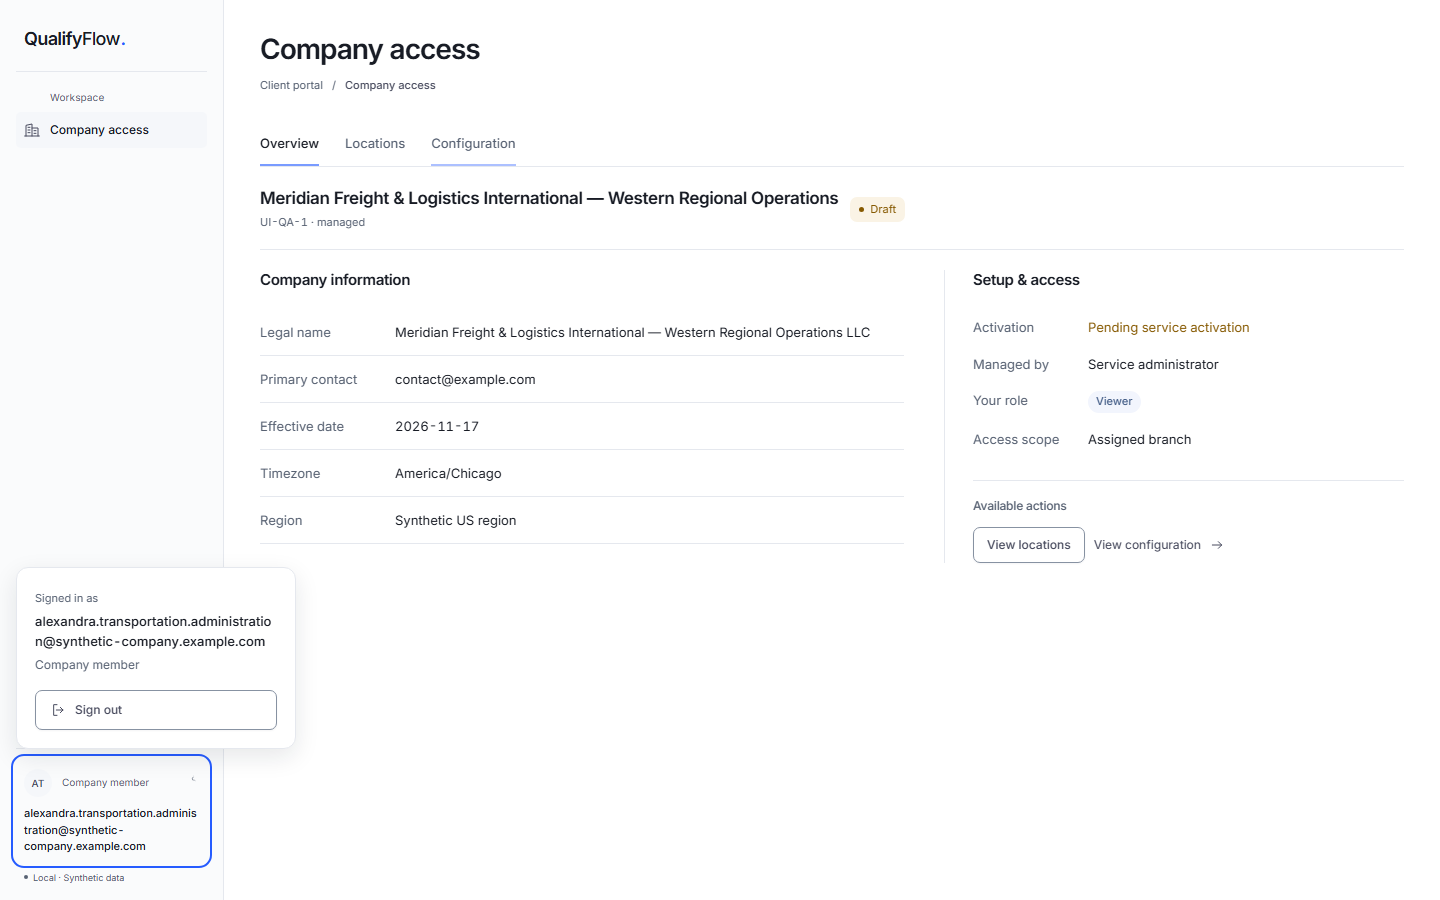 QualifyFlow.
Workspace
Company access
Company access
Client portal / Company access
Overview Locations Configuration
Meridian Freight & Logistics International — Western Regional Operations
UI-QA-1 · managed
Draft
Company information
Legal name Meridian Freight & Logistics International — Western Regional Operations LLC
Primary contact contact@example.com
Effective date 2026-11-17
Timezone America/Chicago
Region Synthetic US region
Setup & access
Activation Pending service activation
Managed by Service administrator
Your role Viewer
Access scope Assigned branch
Available actions
View locations View configuration →
Signed in as
alexandra.transportation.administratio
n@synthetic-company.example.com
Company member
Sign out
AT Company member
alexandra.transportation.adminis
tration@synthetic-
company.example.com
Local · Synthetic data